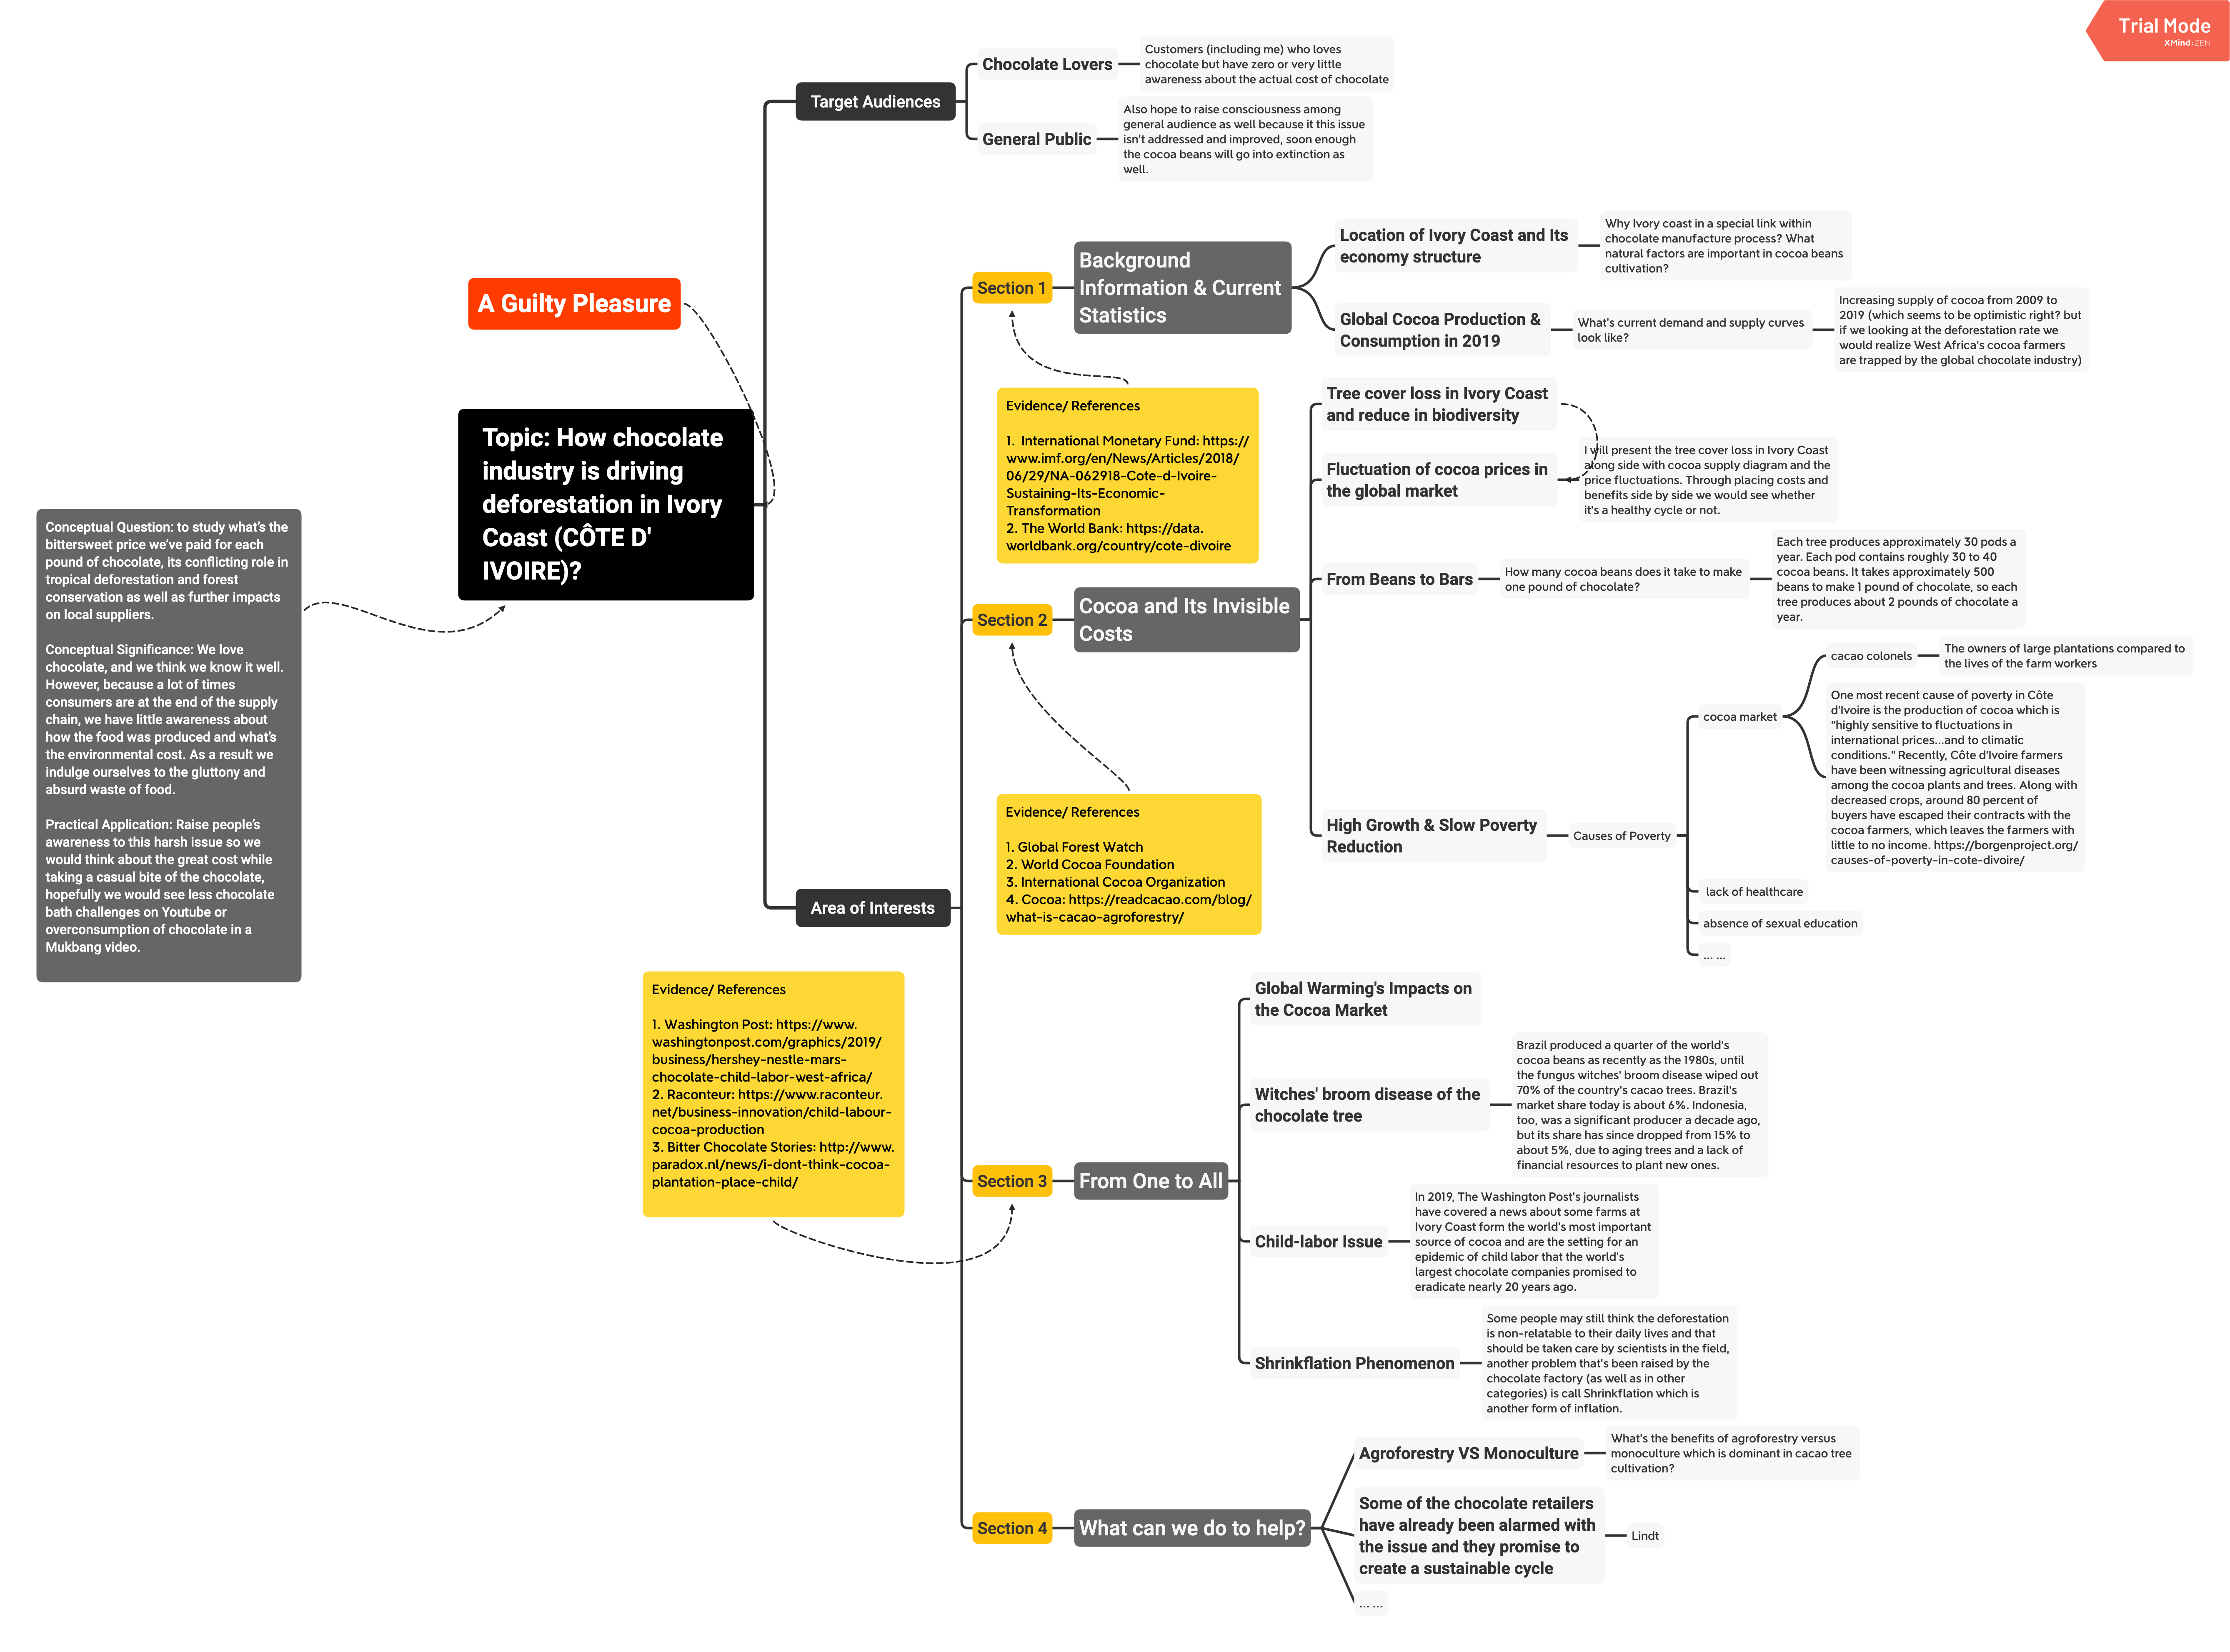 Trial Mode
XMind:ZEN
Target Audiences
Chocolate Lovers
Customers (including me) who loves
chocolate but have zero or very little
awareness about the actual cost of chocolate
General Public
Also hope to raise consciousness among
general audience as well because it this issue
isn't addressed and improved, soon enough
the cocoa beans will go into extinction as
well.
A Guilty Pleasure
Topic: How chocolate
industry is driving
deforestation in Ivory
Coast (CÔTE D'
IVOIRE)?
Conceptual Question: to study what's the
bittersweet price we've paid for each
pound of chocolate, its conflicting role in
tropical deforestation and forest
conservation as well as further impacts
on local suppliers.
Conceptual Significance: We love
chocolate, and we think we know it well.
However, because a lot of times
consumers are at the end of the supply
chain, we have little awareness about
how the food was produced and what's
the environmental cost. As a result we
indulge ourselves to the gluttony and
absurd waste of food.
Practical Application: Raise people's
awareness to this harsh issue so we
would think about the great cost while
taking a casual bite of the chocolate,
hopefully we would see less chocolate
bath challenges on Youtube or
overconsumption of chocolate in a
Mukbang video.
Area of Interests
Section 1
Background
Information & Current
Statistics
Location of Ivory Coast and Its
economy structure
Why Ivory coast in a special link within
chocolate manufacture process? What
natural factors are important in cocoa beans
cultivation?
Global Cocoa Production &
Consumption in 2019
What's current demand and supply curves
look like?
Increasing supply of cocoa from 2009 to
2019 (which seems to be optimistic right? but
if we looking at the deforestation rate we
would realize West Africa's cocoa farmers
are trapped by the global chocolate industry)
Evidence/ References
1. International Monetary Fund: https://
www.imf.org/en/News/Articles/2018/
06/29/NA-062918-Cote-d-Ivoire-
Sustaining-Its-Economic-
Transformation
2. The World Bank: https://data.
worldbank.org/country/cote-divoire
Section 2
Cocoa and Its Invisible
Costs
Tree cover loss in Ivory Coast
and reduce in biodiversity
Fluctuation of cocoa prices in
the global market
I will present the tree cover loss in Ivory Coast
along side with cocoa supply diagram and the
price fluctuations. Through placing costs and
benefits side by side we would see whether
it's a healthy cycle or not.
From Beans to Bars
How many cocoa beans does it take to make
one pound of chocolate?
Each tree produces approximately 30 pods a
year. Each pod contains roughly 30 to 40
cocoa beans. It takes approximately 500
beans to make 1 pound of chocolate, so each
tree produces about 2 pounds of chocolate a
year.
High Growth & Slow Poverty
Reduction
Causes of Poverty
cocoa market
cacao colonels
The owners of large plantations compared to
the lives of the farm workers
One most recent cause of poverty in Côte
d'Ivoire is the production of cocoa which is
"highly sensitive to fluctuations in
international prices...and to climatic
conditions." Recently, Côte d'Ivoire farmers
have been witnessing agricultural diseases
among the cocoa plants and trees. Along with
decreased crops, around 80 percent of
buyers have escaped their contracts with the
cocoa farmers, which leaves the farmers with
little to no income. https://borgenproject.org/
causes-of-poverty-in-cote-divoire/
lack of healthcare
absence of sexual education
... ...
Evidence/ References
1. Global Forest Watch
2. World Cocoa Foundation
3. International Cocoa Organization
4. Cocoa: https://readcacao.com/blog/
what-is-cacao-agroforestry/
Evidence/ References
1. Washington Post: https://www.
washingtonpost.com/graphics/2019/
business/hershey-nestle-mars-
chocolate-child-labor-west-africa/
2. Raconteur: https://www.raconteur.
net/business-innovation/child-labour-
cocoa-production
3. Bitter Chocolate Stories: http://www.
paradox.nl/news/i-dont-think-cocoa-
plantation-place-child/
Section 3
From One to All
Global Warming's Impacts on
the Cocoa Market
Witches' broom disease of the
chocolate tree
Brazil produced a quarter of the world's
cocoa beans as recently as the 1980s, until
the fungus witches' broom disease wiped out
70% of the country's cacao trees. Brazil's
market share today is about 6%. Indonesia,
too, was a significant producer a decade ago,
but its share has since dropped from 15% to
about 5%, due to aging trees and a lack of
financial resources to plant new ones.
Child-labor Issue
In 2019, The Washington Post's journalists
have covered a news about some farms at
Ivory Coast form the world's most important
source of cocoa and are the setting for an
epidemic of child labor that the world's
largest chocolate companies promised to
eradicate nearly 20 years ago.
Shrinkflation Phenomenon
Some people may still think the deforestation
is non-relatable to their daily lives and that
should be taken care by scientists in the field,
another problem that's been raised by the
chocolate factory (as well as in other
categories) is call Shrinkflation which is
another form of inflation.
Section 4
What can we do to help?
Agroforestry VS Monoculture
What's the benefits of agroforestry versus
monoculture which is dominant in cacao tree
cultivation?
Some of the chocolate retailers
have already been alarmed with
the issue and they promise to
create a sustainable cycle
Lindt
... ...